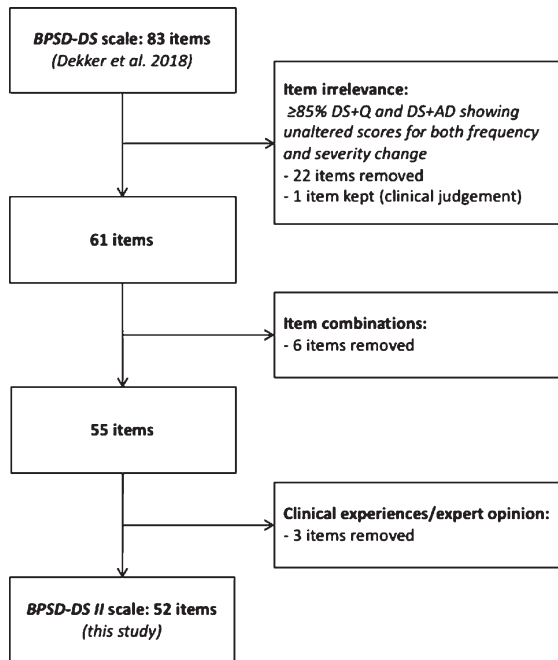 BPSD-DS scale: 83 items
(Dekker et al. 2018)
Item irrelevance:
≥85% DS+Q and DS+AD showing
unaltered scores for both frequency
and severity change
- 22 items removed
- 1 item kept (clinical judgement)
61 items
Item combinations:
- 6 items removed
55 items
Clinical experiences/expert opinion:
- 3 items removed
BPSD-DS II scale: 52 items
(this study)